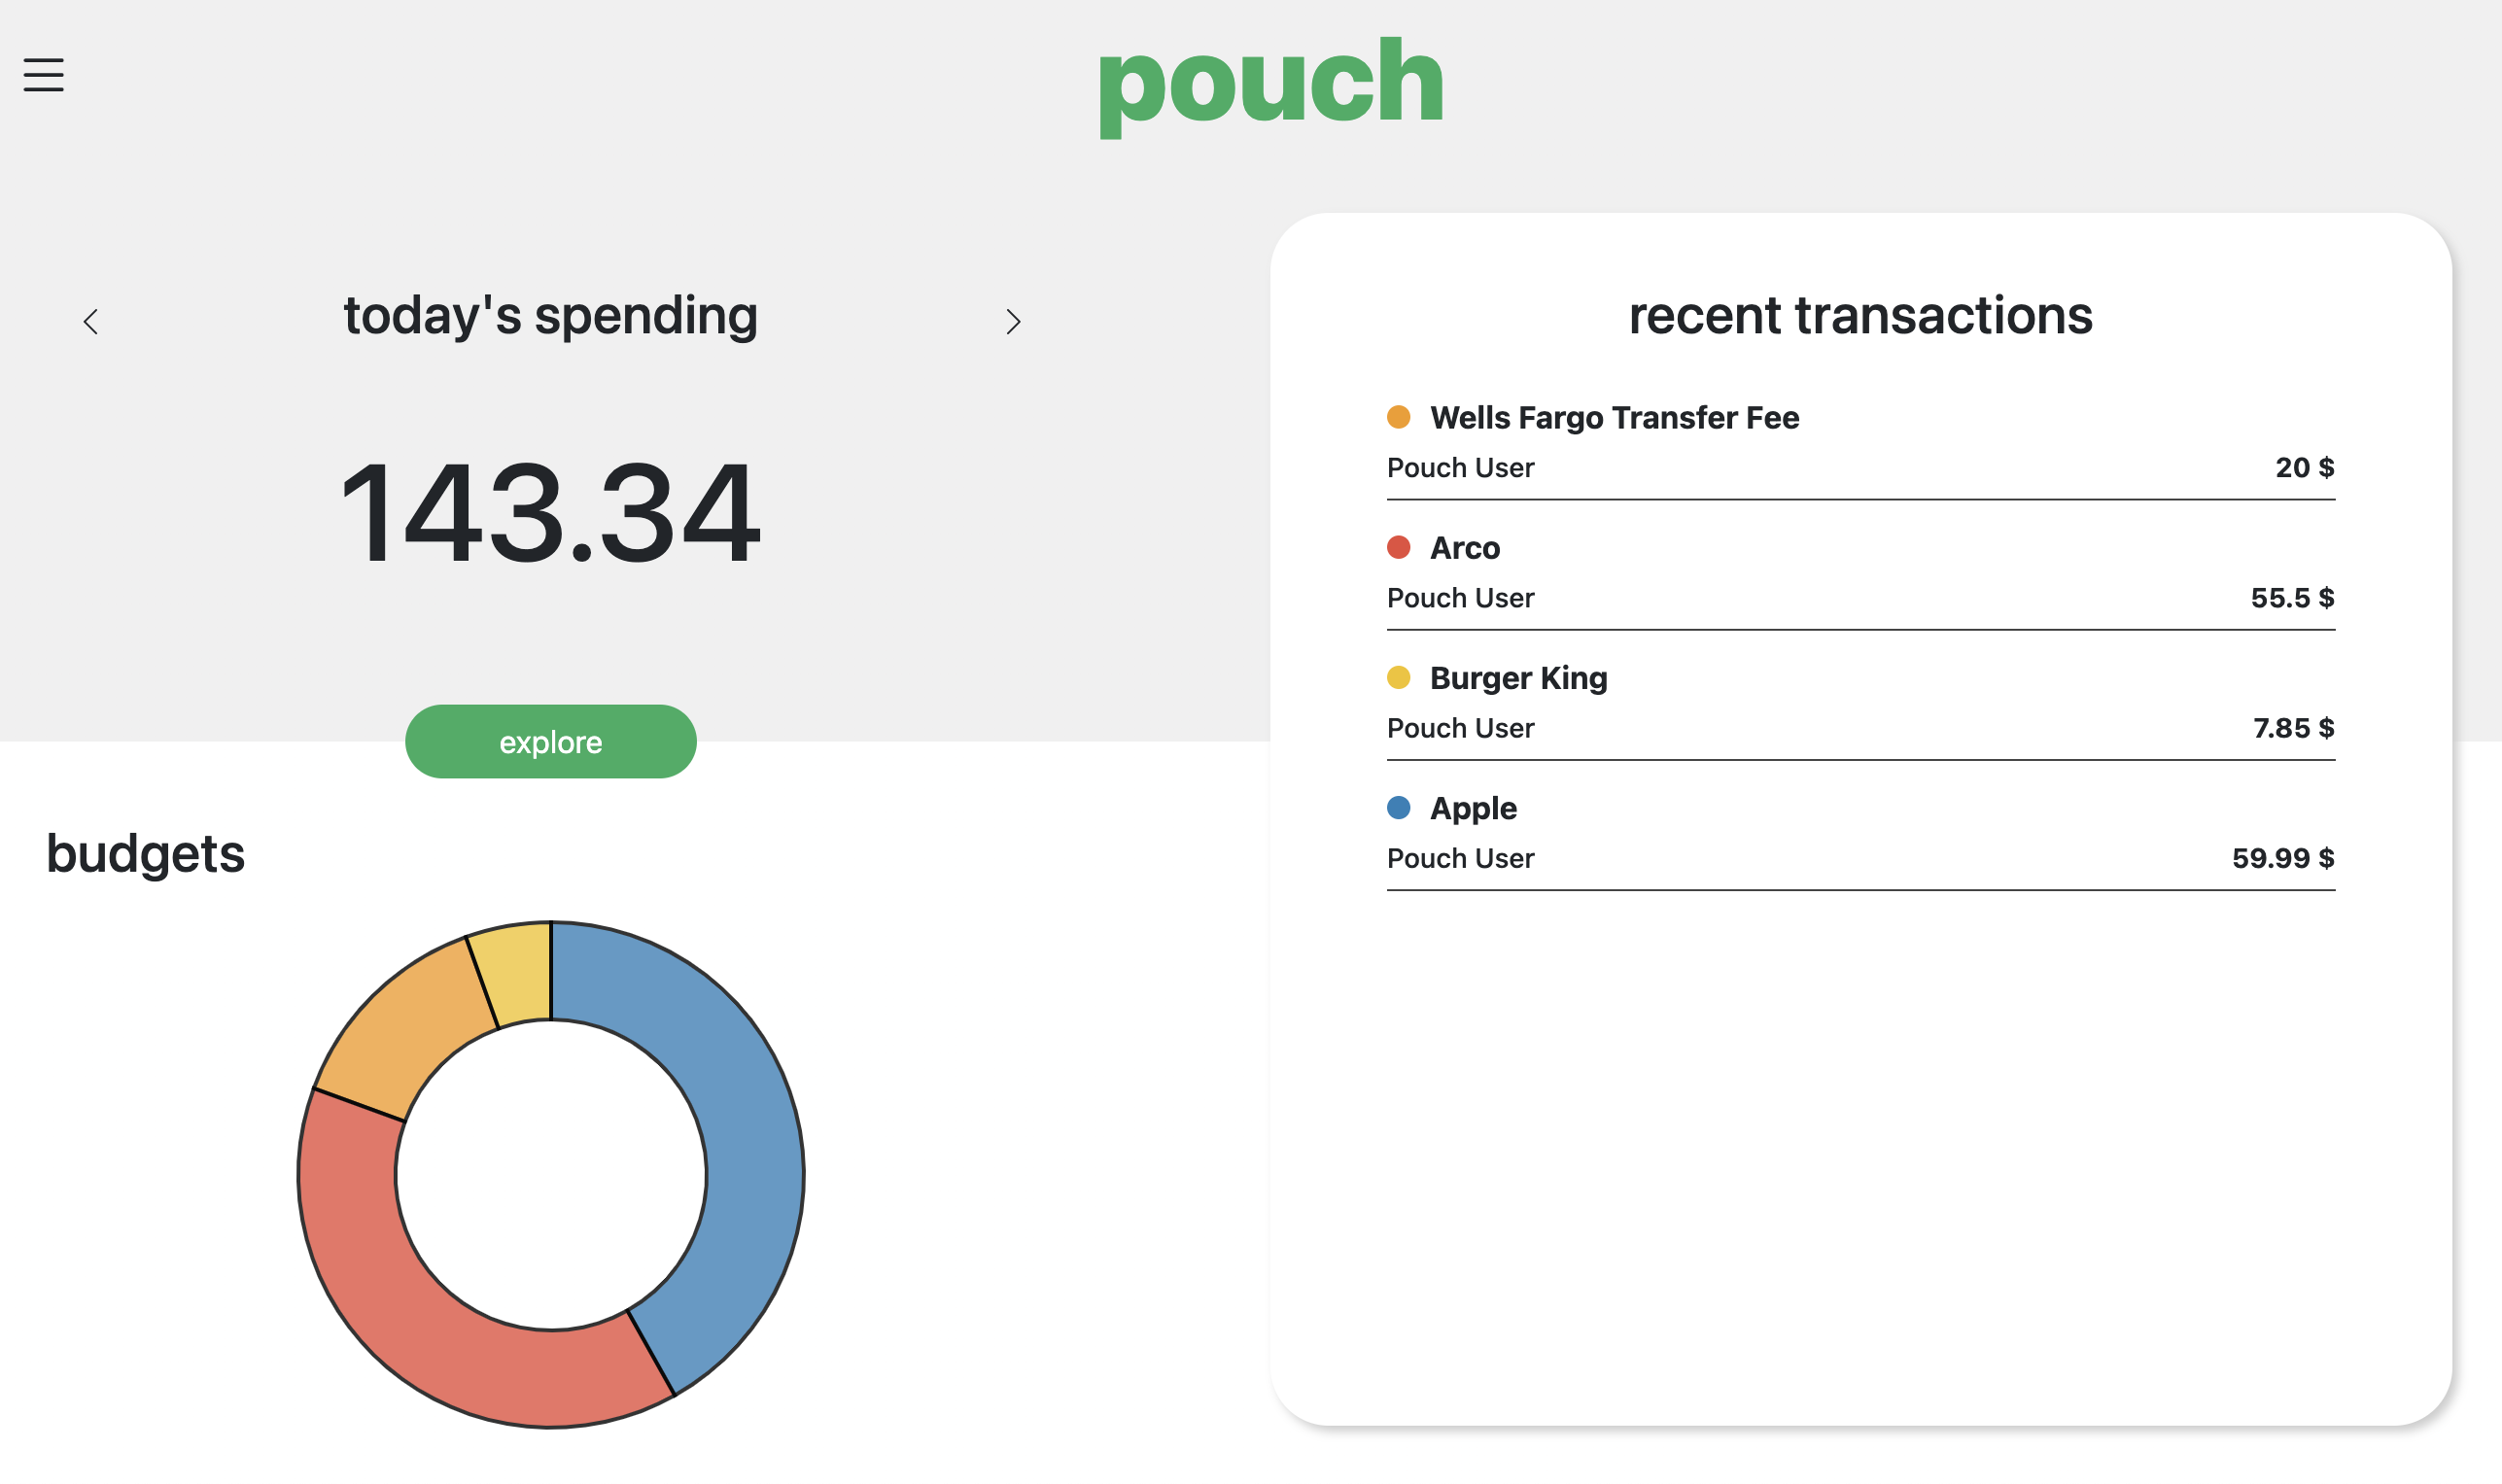 pouch
today's spending
143.34
explore
budgets
recent transactions
Wells Fargo Transfer Fee
Pouch User 20 $
Arco
Pouch User 55.5 $
Burger King
Pouch User 7.85 $
Apple
Pouch User 59.99 $